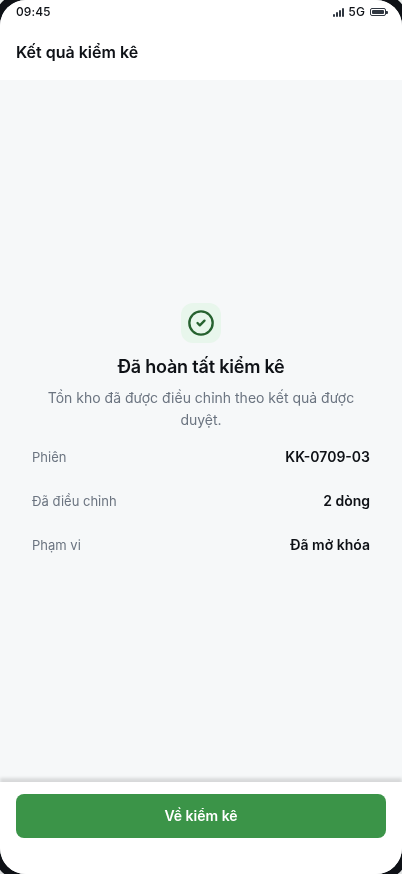 09:45
5G
Kết quả kiểm kê
Đã hoàn tất kiểm kê
Tồn kho đã được điều chỉnh theo kết quả được
duyệt.
Phiên KK-0709-03
Đã điều chỉnh 2 dòng
Phạm vi Đã mở khóa
Về kiểm kê